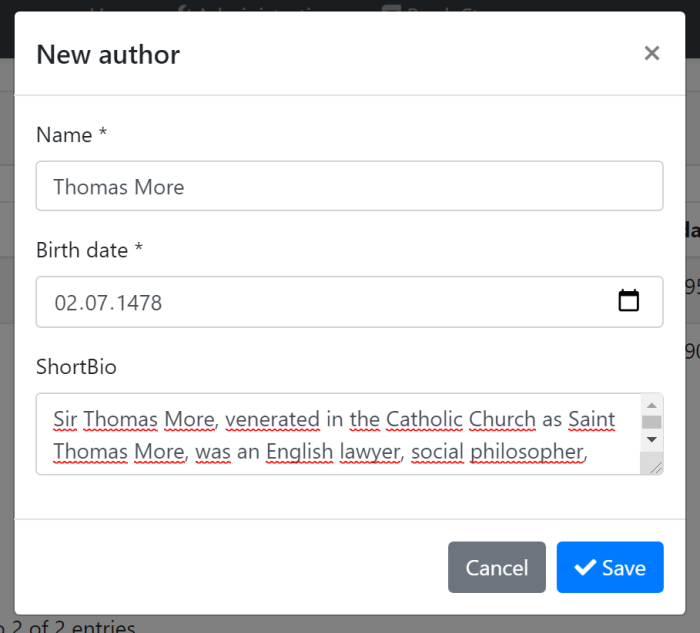 New author
×
Name *
Thomas More
Birth date *
02.07.1478
ShortBio
Sir Thomas More, venerated in the Catholic Church as Saint
Thomas More, was an English lawyer, social philosopher,
Cancel
Save
2 of 2 entries